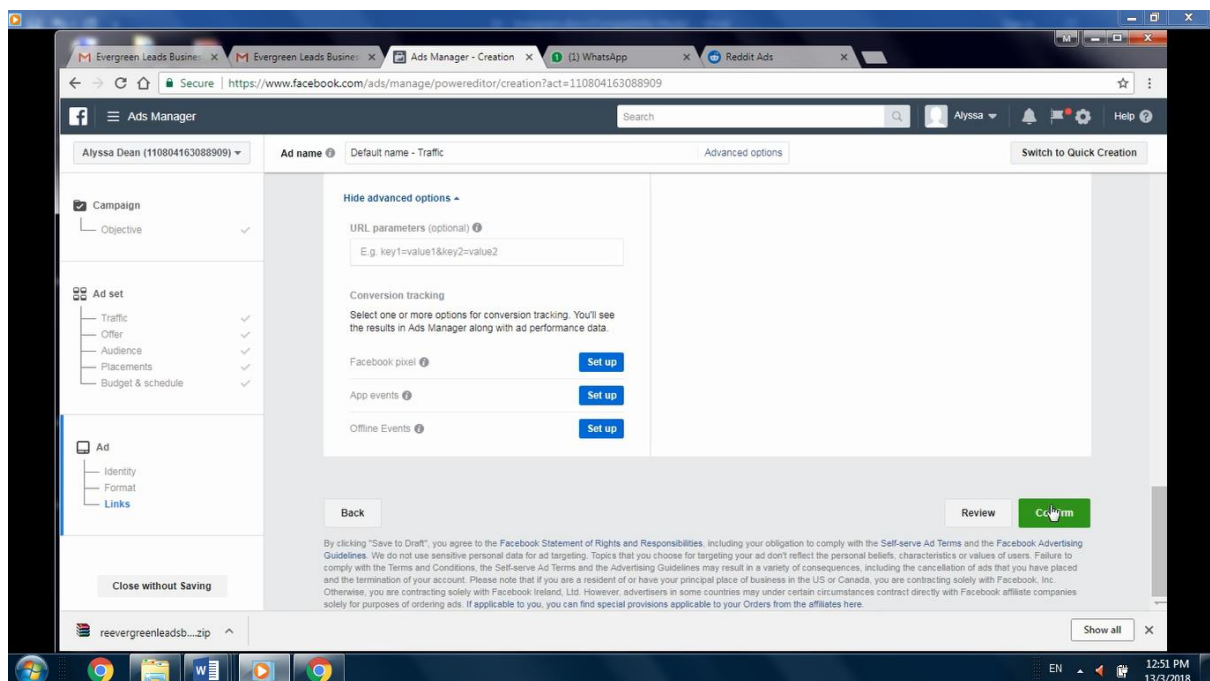 Evergreen Leads Busines
Evergreen Leads Busines
Ads Manager - Creation
(1) WhatsApp
Reddit Ads
M
Secure | https://www.facebook.com/ads/manage/powereditor/creation?act=110804163088909
Ads Manager
Search
Alyssa
Help
Alyssa Dean (110804163088909)
Ad name
Default name - Traffic
Advanced options
Switch to Quick Creation
Campaign
Objective
Ad set
Traffic
Offer
Audience
Placements
Budget & schedule
Ad
Identity
Format
Links
Close without Saving
Hide advanced options
URL parameters (optional)
E.g. key1=value1&key2=value2
Conversion tracking
Select one or more options for conversion tracking. You'll see
the results in Ads Manager along with ad performance data.
Facebook pixel
Set up
App events
Set up
Offline Events
Set up
Back
Review
Confirm
By clicking "Save to Draft", you agree to the Facebook Statement of Rights and Responsibilities, including your obligation to comply with the Self-serve Ad Terms and the Facebook Advertising
Guidelines. We do not use sensitive personal data for ad targeting. Topics that you choose for targeting your ad don't reflect the personal beliefs, characteristics or values of users. Failure to
comply with the Terms and Conditions, the Self-serve Ad Terms and the Advertising Guidelines may result in a variety of consequences, including the cancellation of ads that you have placed
and the termination of your account. Please note that if you are a resident of or have your principal place of business in the US or Canada, you are contracting solely with Facebook, Inc.
Otherwise, you are contracting solely with Facebook Ireland, Ltd. However, advertisers in some countries may under certain circumstances contract directly with Facebook affiliate companies
solely for purposes of ordering ads. If applicable to you, you can find special provisions applicable to your Orders from the affiliates here.
reevergreenleadsb....zip
Show all
EN
12:51 PM
13/3/2018